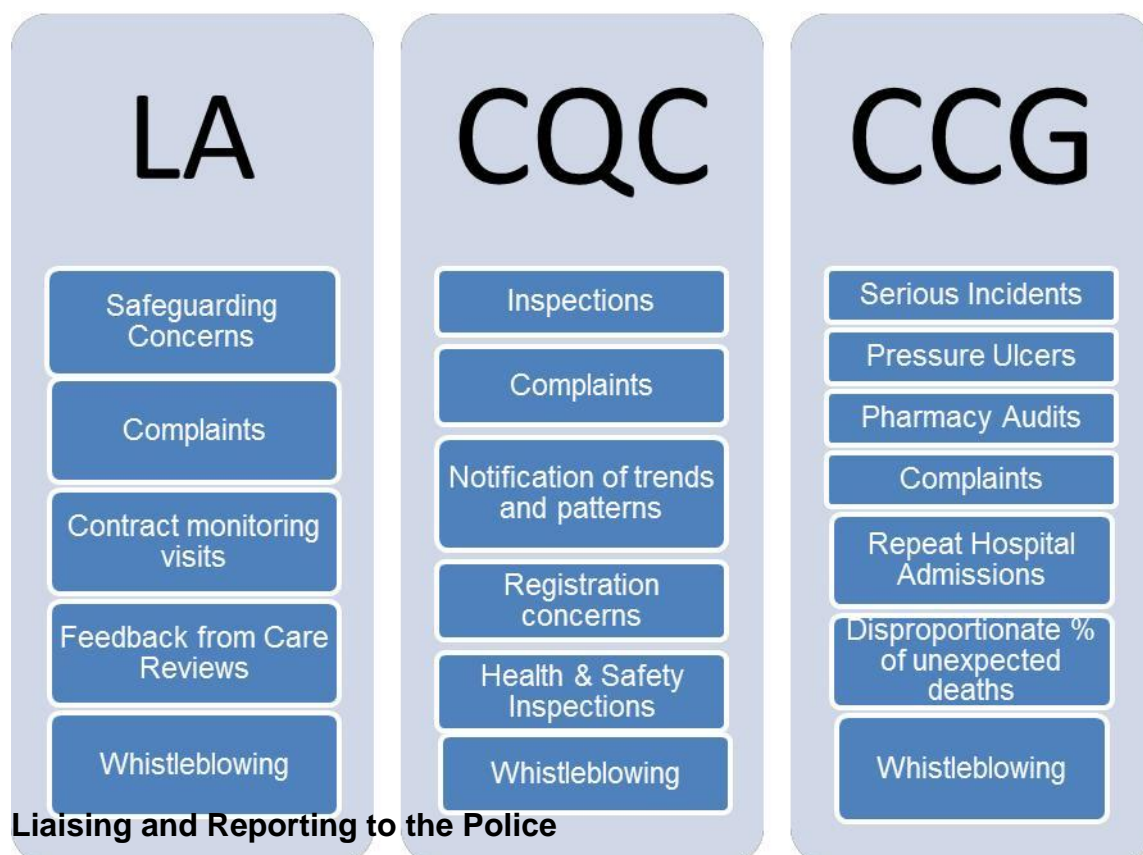 LA
Safeguarding
Concerns
Complaints
Contract monitoring
visits
Feedback from Care
Reviews
Whistleblowing
CQC
Inspections
Complaints
Notification of trends
and patterns
Registration
concerns
Health & Safety
Inspections
Whistleblowing
CCG
Serious Incidents
Pressure Ulcers
Pharmacy Audits
Complaints
Repeat Hospital
Admissions
Disproportionate %
of unexpected
deaths
Whistleblowing
Liaising and Reporting to the Police